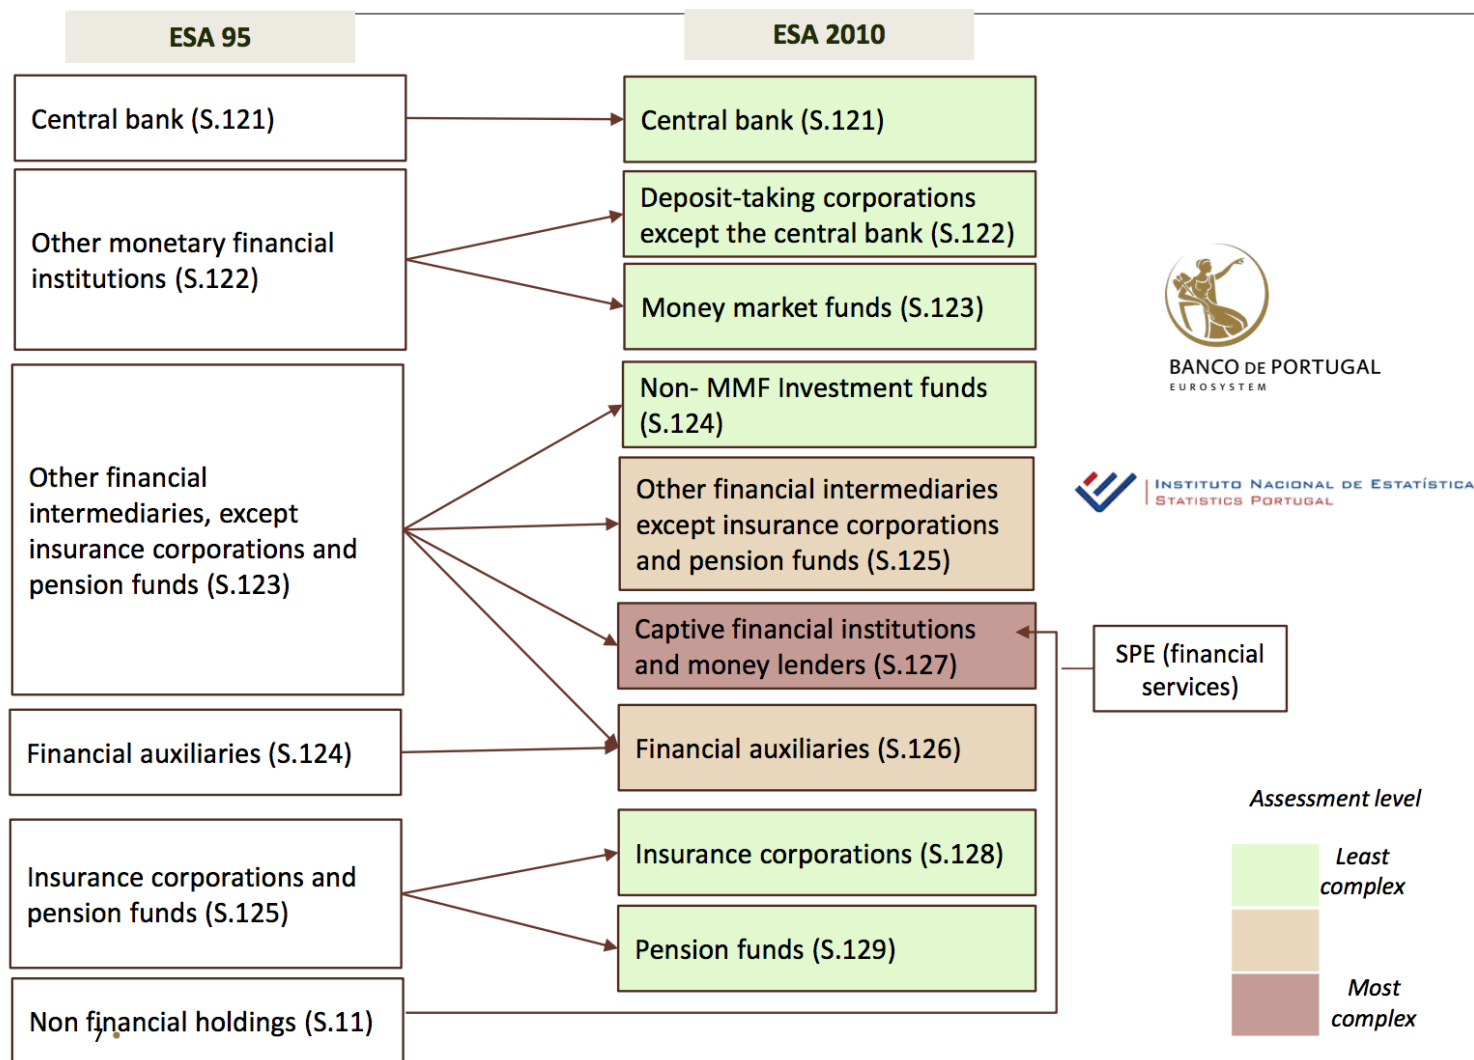 ESA 95
ESA 2010
Central bank (S.121)
Central bank (S.121)
Other monetary financial
institutions (S.122)
Deposit-taking corporations
except the central bank (S.122)
Money market funds (S.123)
Other financial
intermediaries, except
insurance corporations and
pension funds (S.123)
Non- MMF Investment funds
(S.124)
Other financial intermediaries
except insurance corporations
and pension funds (S.125)
Captive financial institutions
and money lenders (S.127)
Financial auxiliaries (S.124)
Financial auxiliaries (S.126)
Insurance corporations and
pension funds (S.125)
Insurance corporations (S.128)
Pension funds (S.129)
Non financial holdings (S.11)
7
SPE (financial
services)
BANCO DE PORTUGAL
EUROSYSTEM
INSTITUTO NACIONAL DE ESTATÍSTICA
STATISTICS PORTUGAL
Assessment level
Least
complex
Most
complex